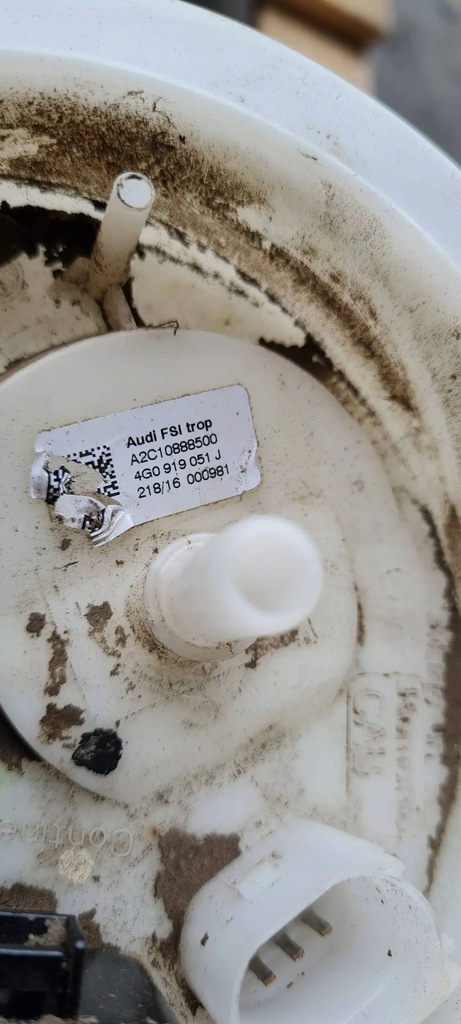 Audi FSI trop
A2C10888500
4G0 919 051 J
218/16 000981